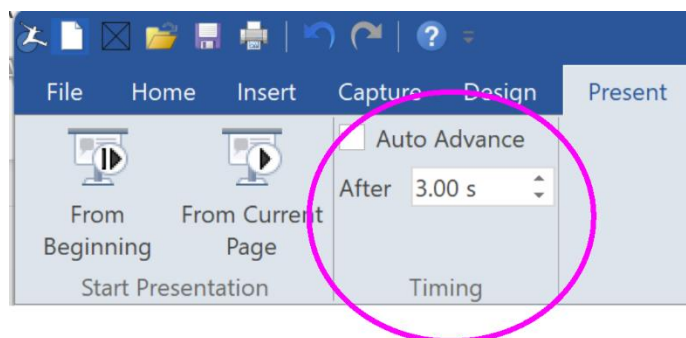 File Home Insert Capture Design Present
Auto Advance
After 3.00 s
From Beginning
From Current Page
Start Presentation
Timing